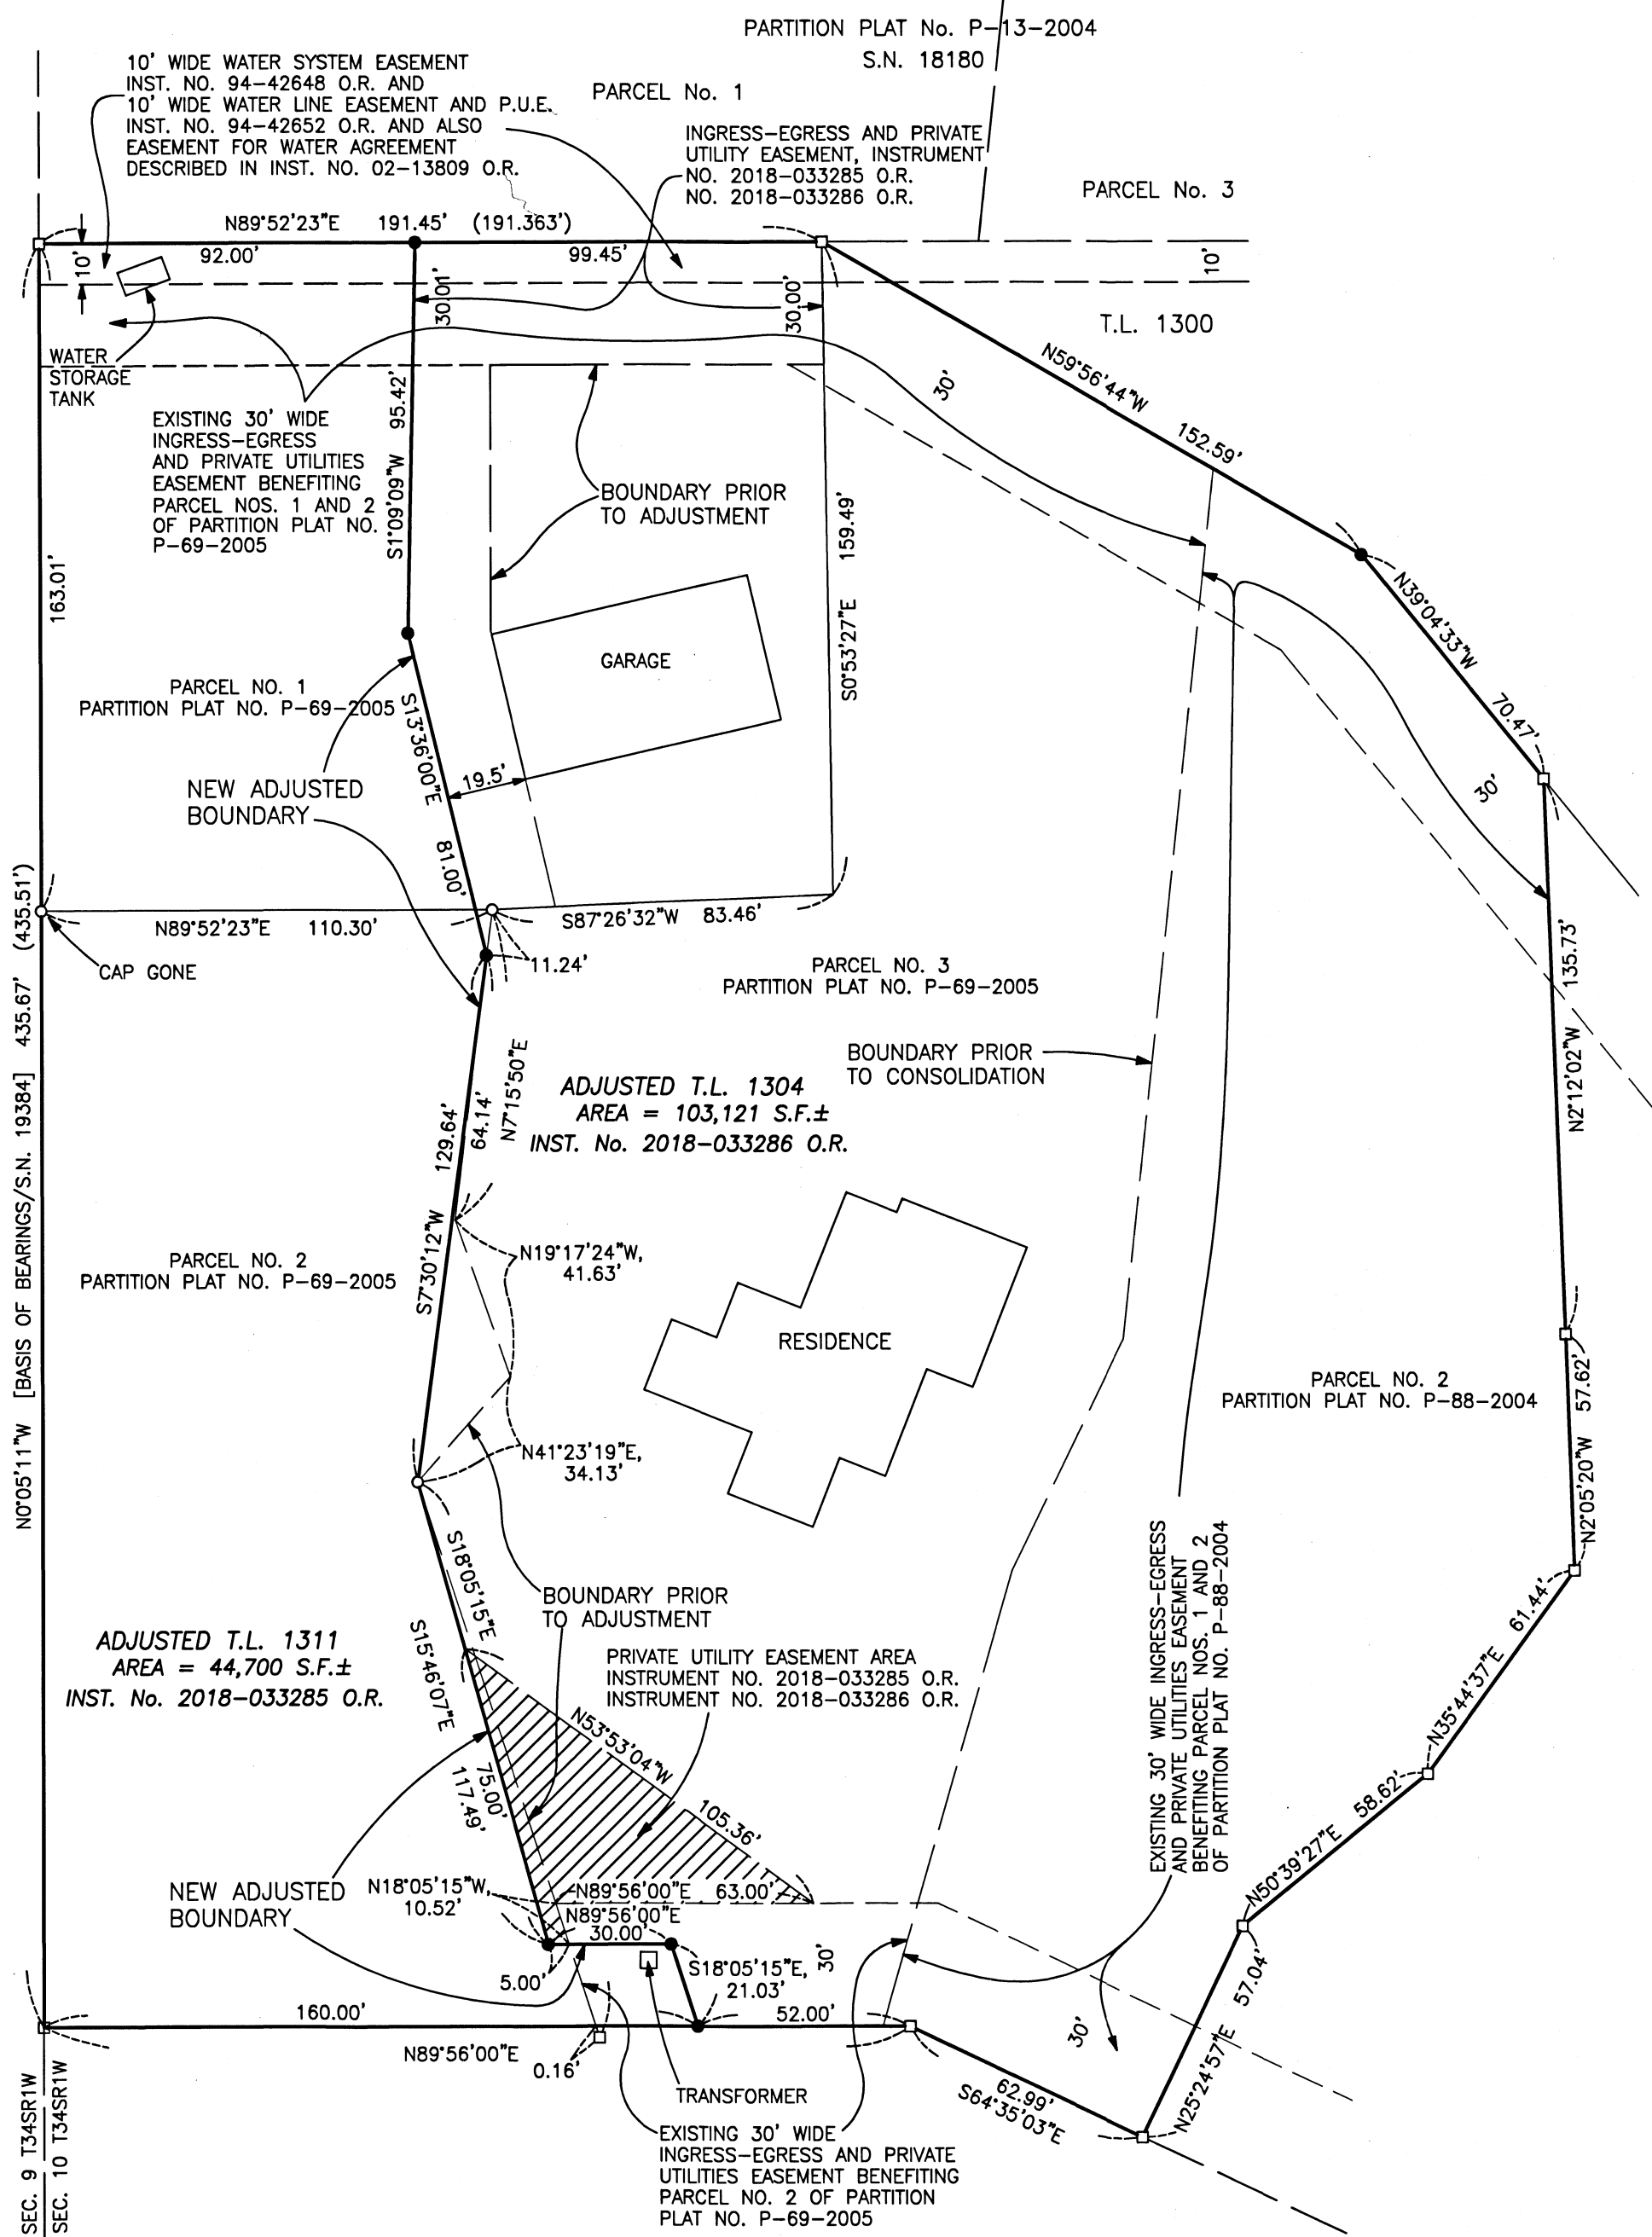 PARTITION PLAT No. P-13-2004
S.N. 18180
10' WIDE WATER SYSTEM EASEMENT
INST. NO. 94-42648 O.R. AND
10' WIDE WATER LINE EASEMENT AND P.U.E.
INST. NO. 94-42652 O.R. AND ALSO
EASEMENT FOR WATER AGREEMENT
DESCRIBED IN INST. NO. 02-13809 O.R.
PARCEL No. 1
INGRESS-EGRESS AND PRIVATE
UTILITY EASEMENT, INSTRUMENT
NO. 2018-033285 O.R.
NO. 2018-033286 O.R.
PARCEL No. 3
N89°52'23"E 191.45' (191.363')
92.00'
99.45'
10'
10'
30.01'
30.00'
T.L. 1300
WATER
STORAGE
TANK
N59°56'44"W
152.59'
30'
95.42'
S1°09'09"W
EXISTING 30' WIDE
INGRESS-EGRESS
AND PRIVATE UTILITIES
EASEMENT BENEFITING
PARCEL NOS. 1 AND 2
OF PARTITION PLAT NO.
P-69-2005
BOUNDARY PRIOR
TO ADJUSTMENT
159.49'
S0°53'27"E
163.01'
N39°04'33"W
70.47'
30'
GARAGE
PARCEL NO. 1
PARTITION PLAT NO. P-69-2005
S13°36'00"E
81.00'
19.5'
NEW ADJUSTED
BOUNDARY
N89°52'23"E 110.30'
S87°26'32"W 83.46'
CAP GONE
11.24'
PARCEL NO. 3
PARTITION PLAT NO. P-69-2005
135.73'
N2°12'02"W
N0°05'11"W [BASIS OF BEARINGS/S.N. 19384] 435.67' (435.51')
BOUNDARY PRIOR
TO CONSOLIDATION
ADJUSTED T.L. 1304
AREA = 103,121 S.F.±
INST. No. 2018-033286 O.R.
129.64'
64.14'
N7°15'50"E
S7°30'12"W
PARCEL NO. 2
PARTITION PLAT NO. P-69-2005
N19°17'24"W,
41.63'
RESIDENCE
PARCEL NO. 2
PARTITION PLAT NO. P-88-2004
57.62'
N2°05'20"W
N41°23'19"E,
34.13'
S18°05'15"E
BOUNDARY PRIOR
TO ADJUSTMENT
ADJUSTED T.L. 1311
AREA = 44,700 S.F.±
INST. No. 2018-033285 O.R.
S15°46'07"E
75.00'
117.49'
PRIVATE UTILITY EASEMENT AREA
INSTRUMENT NO. 2018-033285 O.R.
INSTRUMENT NO. 2018-033286 O.R.
N53°53'04"W
105.36'
EXISTING 30' WIDE INGRESS-EGRESS
AND PRIVATE UTILITIES EASEMENT
BENEFITING PARCEL NOS. 1 AND 2
OF PARTITION PLAT NO. P-88-2004
61.44'
N35°44'37"E
58.62'
N50°39'27"E
NEW ADJUSTED
BOUNDARY
N18°05'15"W,
10.52'
N89°56'00"E 63.00'
N89°56'00"E
30.00'
5.00'
S18°05'15"E,
21.03'
30'
57.04'
N25°24'57"E
160.00'
52.00'
N89°56'00"E
0.16'
TRANSFORMER
30'
62.99'
S64°35'03"E
EXISTING 30' WIDE
INGRESS-EGRESS AND PRIVATE
UTILITIES EASEMENT BENEFITING
PARCEL NO. 2 OF PARTITION
PLAT NO. P-69-2005
SEC. 9 T34SR1W
SEC. 10 T34SR1W